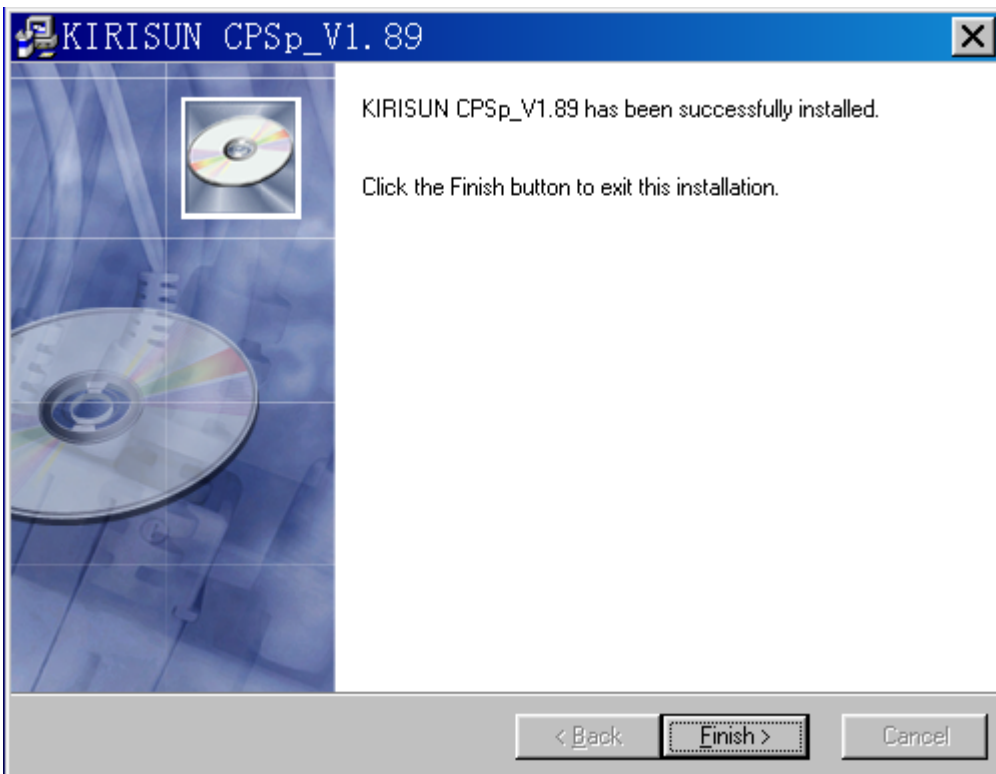 KIRISUN CPSp_V1.89
KIRISUN CPSp_V1.89 has been successfully installed.
Click the Finish button to exit this installation.
< Back
Finish >
Cancel